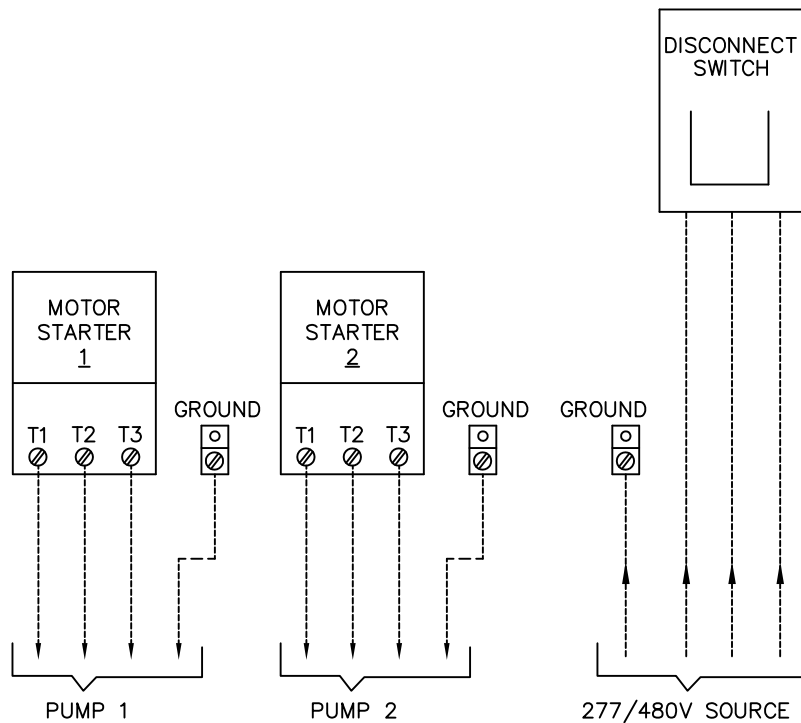 DISCONNECT
SWITCH
MOTOR
STARTER
1
MOTOR
STARTER
2
GROUND
GROUND
GROUND
T1 T2 T3
T1 T2 T3
PUMP 1
PUMP 2
277/480V SOURCE